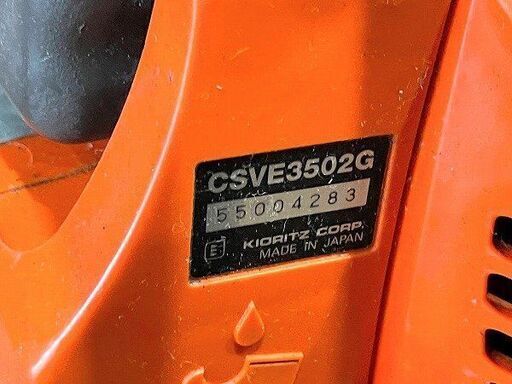 CSVE3502G
55004283
KIORITZ CORP.
MADE IN JAPAN